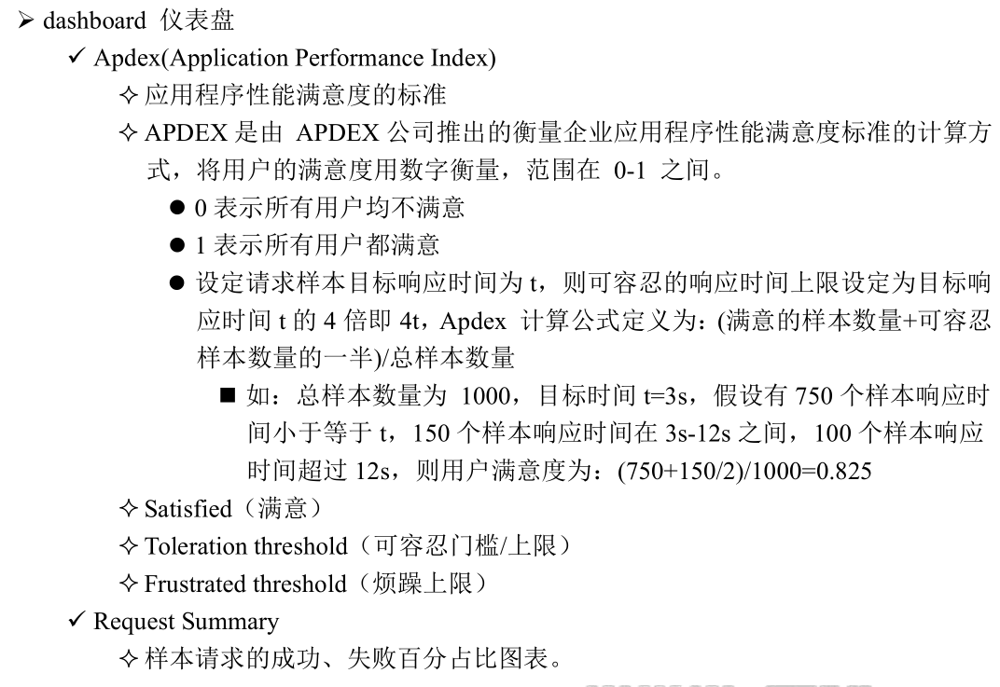 ➢ dashboard 仪表盘
✓ Apdex(Application Performance Index)
✧ 应用程序性能满意度的标准
✧ APDEX 是由 APDEX 公司推出的衡量企业应用程序性能满意度标准的计算方
式，将用户的满意度用数字衡量，范围在 0-1 之间。
● 0 表示所有用户均不满意
● 1 表示所有用户都满意
● 设定请求样本目标响应时间为 t，则可容忍的响应时间上限设定为目标响
应时间 t 的 4 倍即 4t，Apdex 计算公式定义为：(满意的样本数量+可容忍
样本数量的一半)/总样本数量
■ 如：总样本数量为 1000，目标时间 t=3s，假设有 750 个样本响应时
间小于等于 t，150 个样本响应时间在 3s-12s 之间，100 个样本响应
时间超过 12s，则用户满意度为：(750+150/2)/1000=0.825
✧ Satisfied（满意）
✧ Toleration threshold（可容忍门槛/上限）
✧ Frustrated threshold（烦躁上限）
✓ Request Summary
✧ 样本请求的成功、失败百分占比图表。